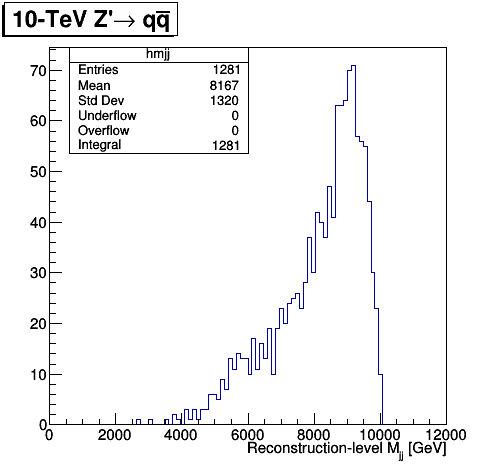 10-TeV Z'→ qq̅
hmjj
Entries 1281
Mean 8167
Std Dev 1320
Underflow 0
Overflow 0
Integral 1281
70
60
50
40
30
20
10
0
0 2000 4000 6000 8000 10000 12000
Reconstruction-level Mjj [GeV]